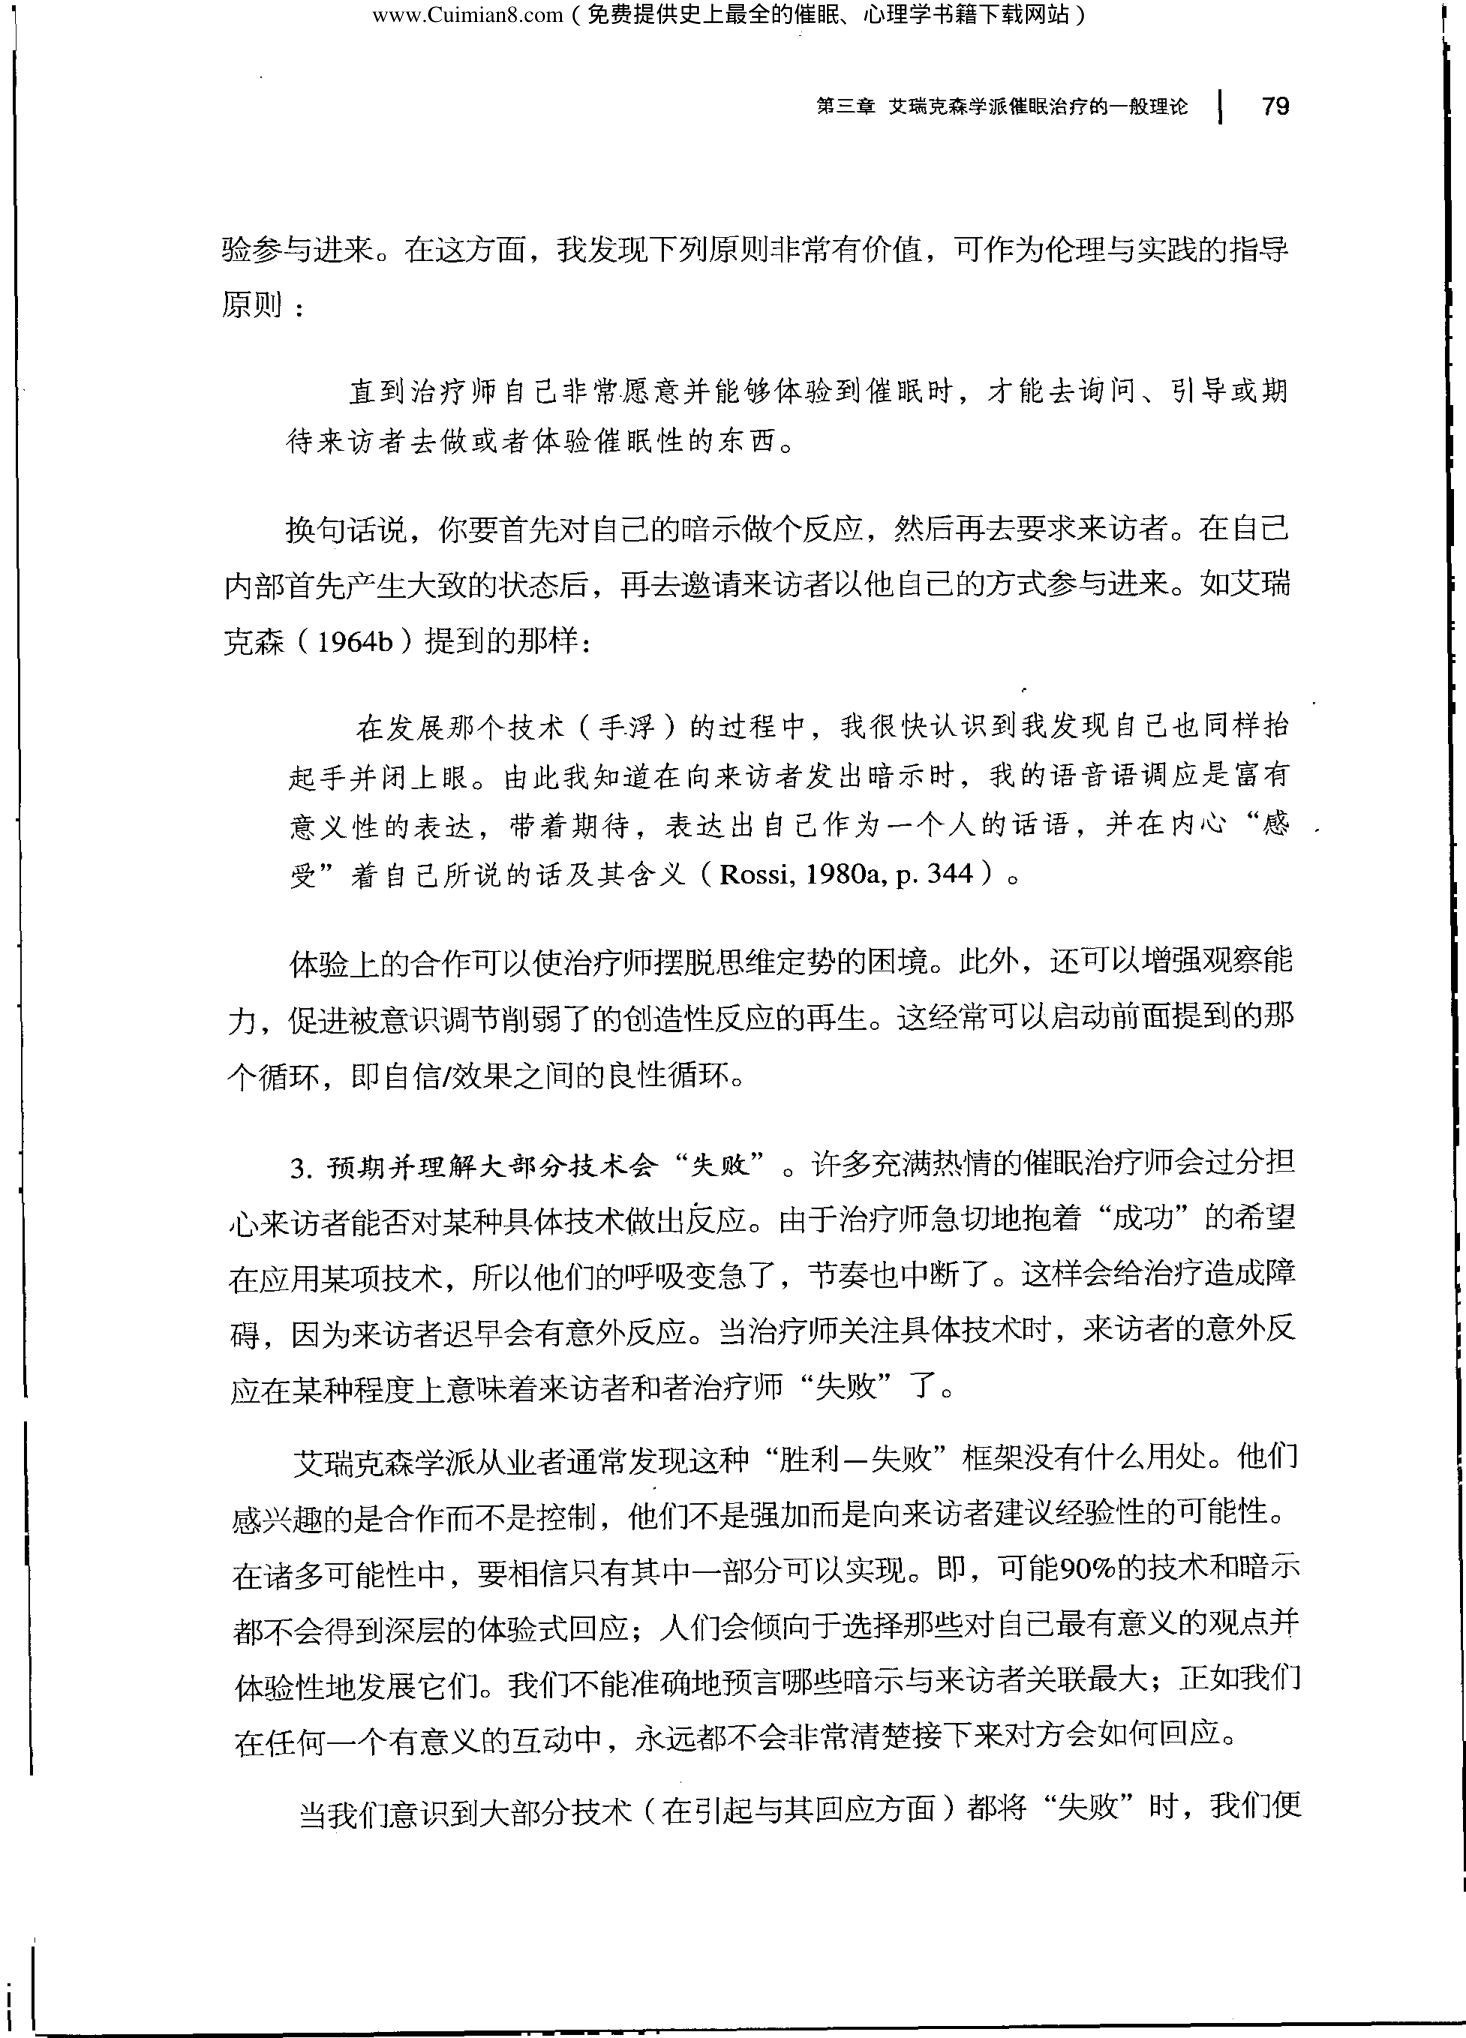 www.Cuimian8.com（免费提供史上最全的催眠、心理学书籍下载网站）
第三章 艾瑞克森学派催眠治疗的一般理论 79
验参与进来。在这方面，我发现下列原则非常有价值，可作为伦理与实践的指导
原则：
直到治疗师自己非常愿意并能够体验到催眠时，才能去询问、引导或期
待来访者去做或者体验催眠性的东西。
换句话说，你要首先对自己的暗示做个反应，然后再去要求来访者。在自己
内部首先产生大致的状态后，再去邀请来访者以他自己的方式参与进来。如艾瑞
克森（1964b）提到的那样：
在发展那个技术（手浮）的过程中，我很快认识到我发现自己也同样抬
起手并闭上眼。由此我知道在向来访者发出暗示时，我的语音语调应是富有
意义性的表达，带着期待，表达出自己作为一个人的话语，并在内心“感
受”着自己所说的话及其含义（Rossi, 1980a, p. 344）。
体验上的合作可以使治疗师摆脱思维定势的困境。此外，还可以增强观察能
力，促进被意识调节削弱了的创造性反应的再生。这经常可以启动前面提到的那
个循环，即自信/效果之间的良性循环。
3. 预期并理解大部分技术会“失败”。许多充满热情的催眠治疗师会过分担
心来访者能否对某种具体技术做出反应。由于治疗师急切地抱着“成功”的希望
在应用某项技术，所以他们的呼吸变急了，节奏也中断了。这样会给治疗造成障
碍，因为来访者迟早会有意外反应。当治疗师关注具体技术时，来访者的意外反
应在某种程度上意味着来访者和者治疗师“失败”了。
艾瑞克森学派从业者通常发现这种“胜利—失败”框架没有什么用处。他们
感兴趣的是合作而不是控制，他们不是强加而是向来访者建议经验性的可能性。
在诸多可能性中，要相信只有其中一部分可以实现。即，可能90%的技术和暗示
都不会得到深层的体验式回应；人们会倾向于选择那些对自己最有意义的观点并
体验性地发展它们。我们不能准确地预言哪些暗示与来访者关联最大；正如我们
在任何一个有意义的互动中，永远都不会非常清楚接下来对方会如何回应。
当我们意识到大部分技术（在引起与其回应方面）都将“失败”时，我们便